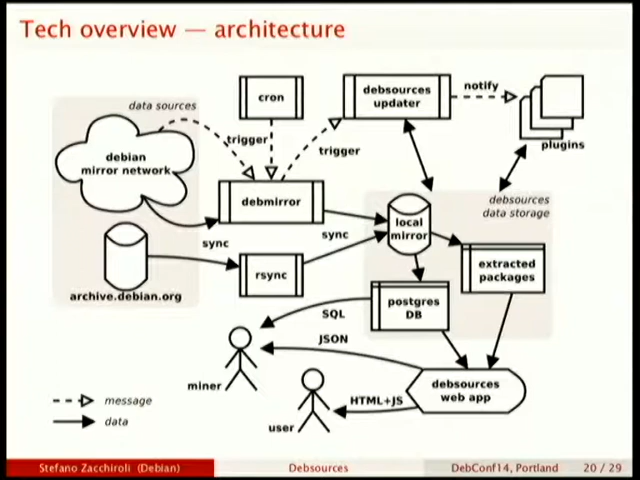 Tech overview — architecture
data sources
cron
debsources
updater
notify
plugins
trigger
trigger
debian
mirror network
debmirror
debsources
data storage
local
mirror
sync
sync
rsync
extracted
packages
archive.debian.org
postgres
DB
SQL
JSON
miner
debsources
web app
HTML+JS
user
message
data
Stefano Zacchiroli (Debian)
Debsources
DebConf14, Portland
20 / 29